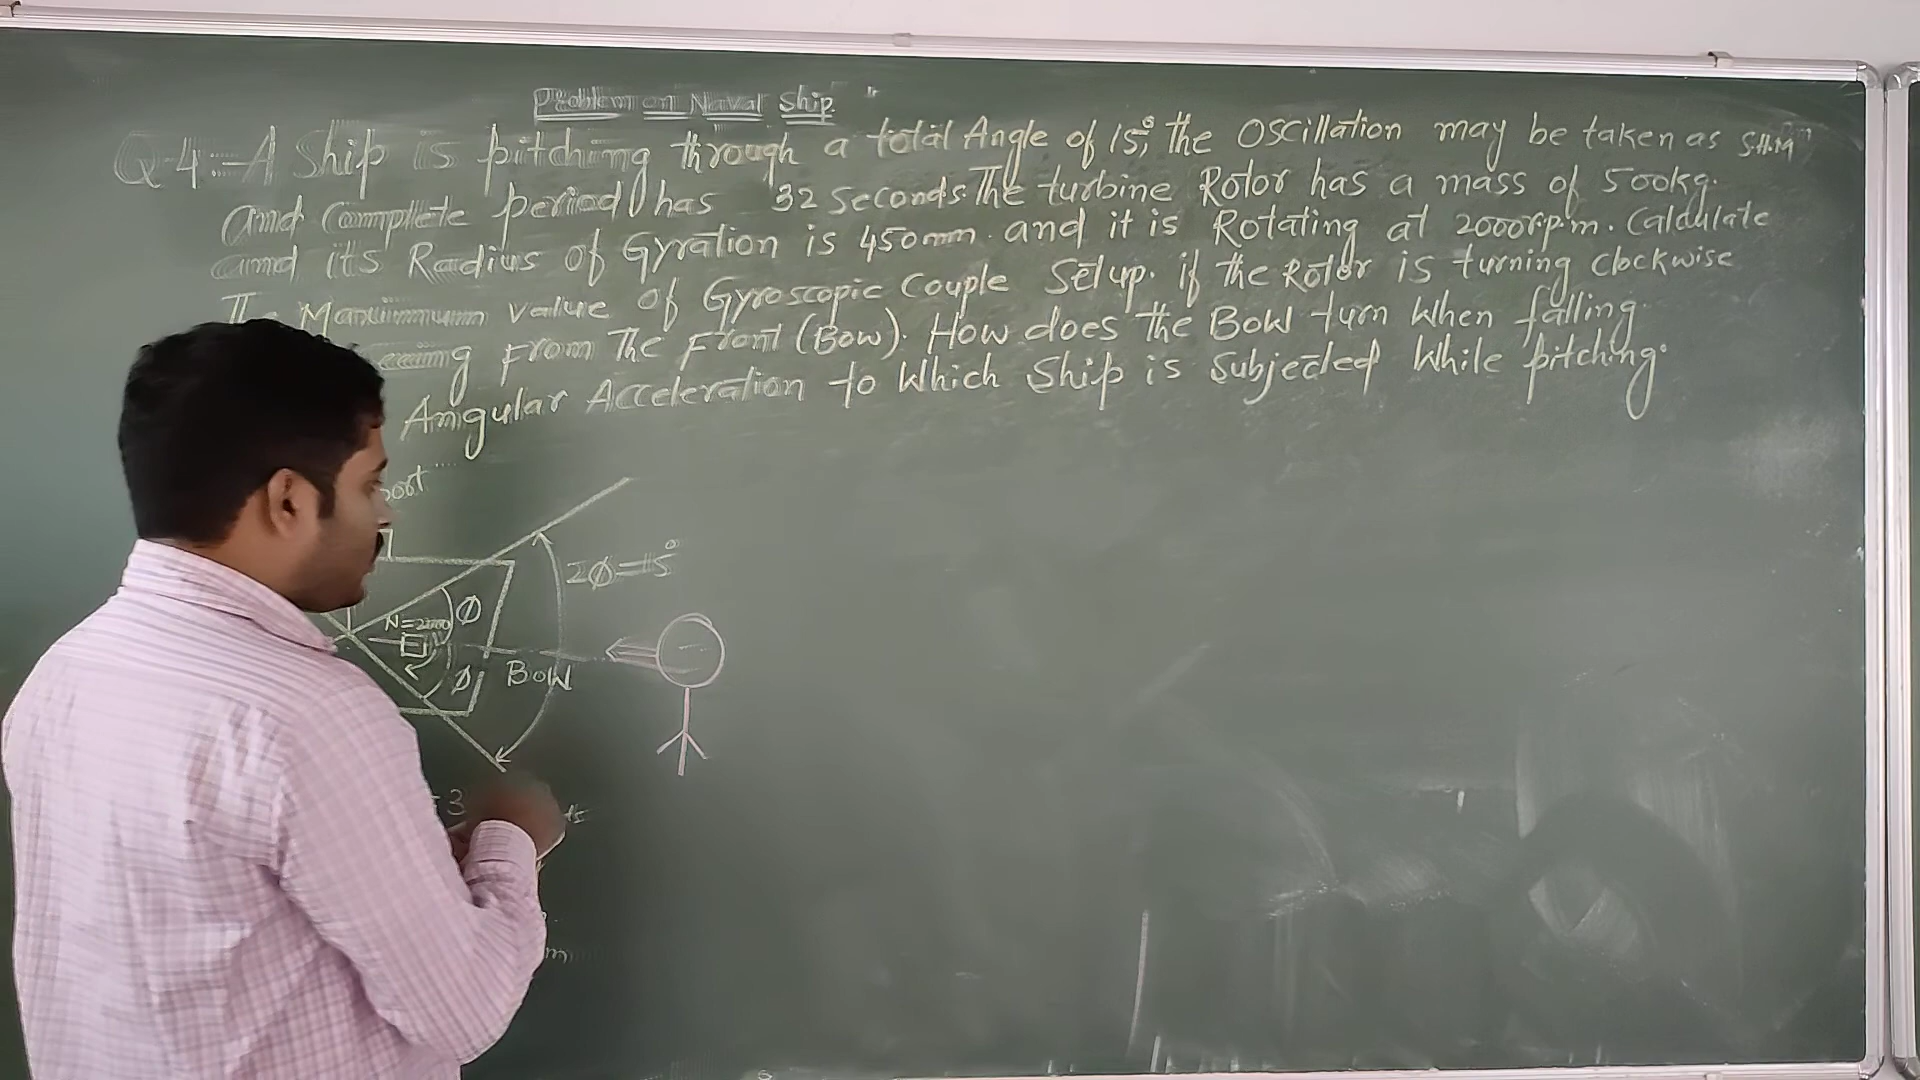 Problem on Naval Ship"
Q-4:-A Ship is pitching through a total Angle of 15°, the Oscillation may be taken as S.H.M
and Complete period has 32 seconds. The turbine Rotor has a mass of 500kg.
and its Radius of Gyration is 450mm. and it is Rotating at 2000r.p.m. Calculate
The Maximum value of Gyroscopic Couple Setup. if the Rotor is turning clockwise
From The Front (Bow). How does the Bow turn When falling.
Angular Acceleration to Which Ship is Subjected While pitching.
2Ø=15°
N=2000
Ø
Ø
BOW